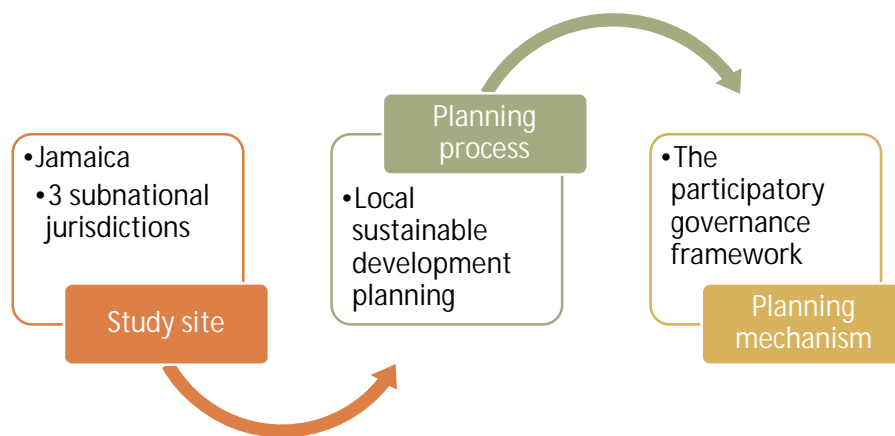 •Jamaica
•3 subnational
jurisdictions
Study site
Planning
process
•Local
sustainable
development
planning
•The
participatory
governance
framework
Planning
mechanism